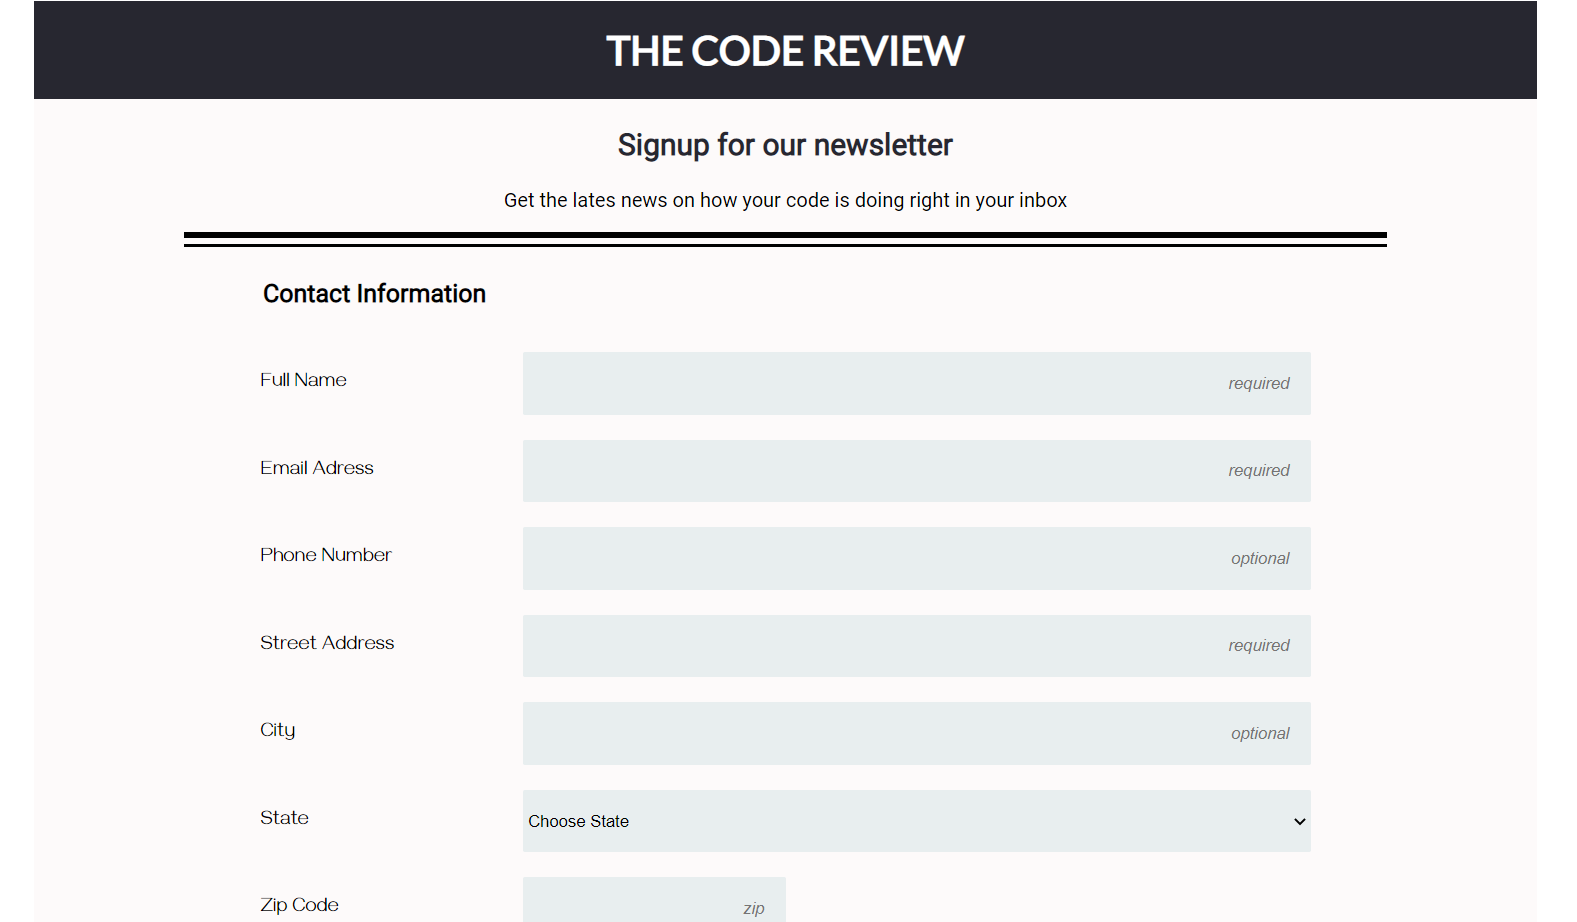 THE CODE REVIEW
Signup for our newsletter
Get the lates news on how your code is doing right in your inbox
Contact Information
Full Name required
Email Adress required
Phone Number optional
Street Address required
City optional
State Choose State
Zip Code zip